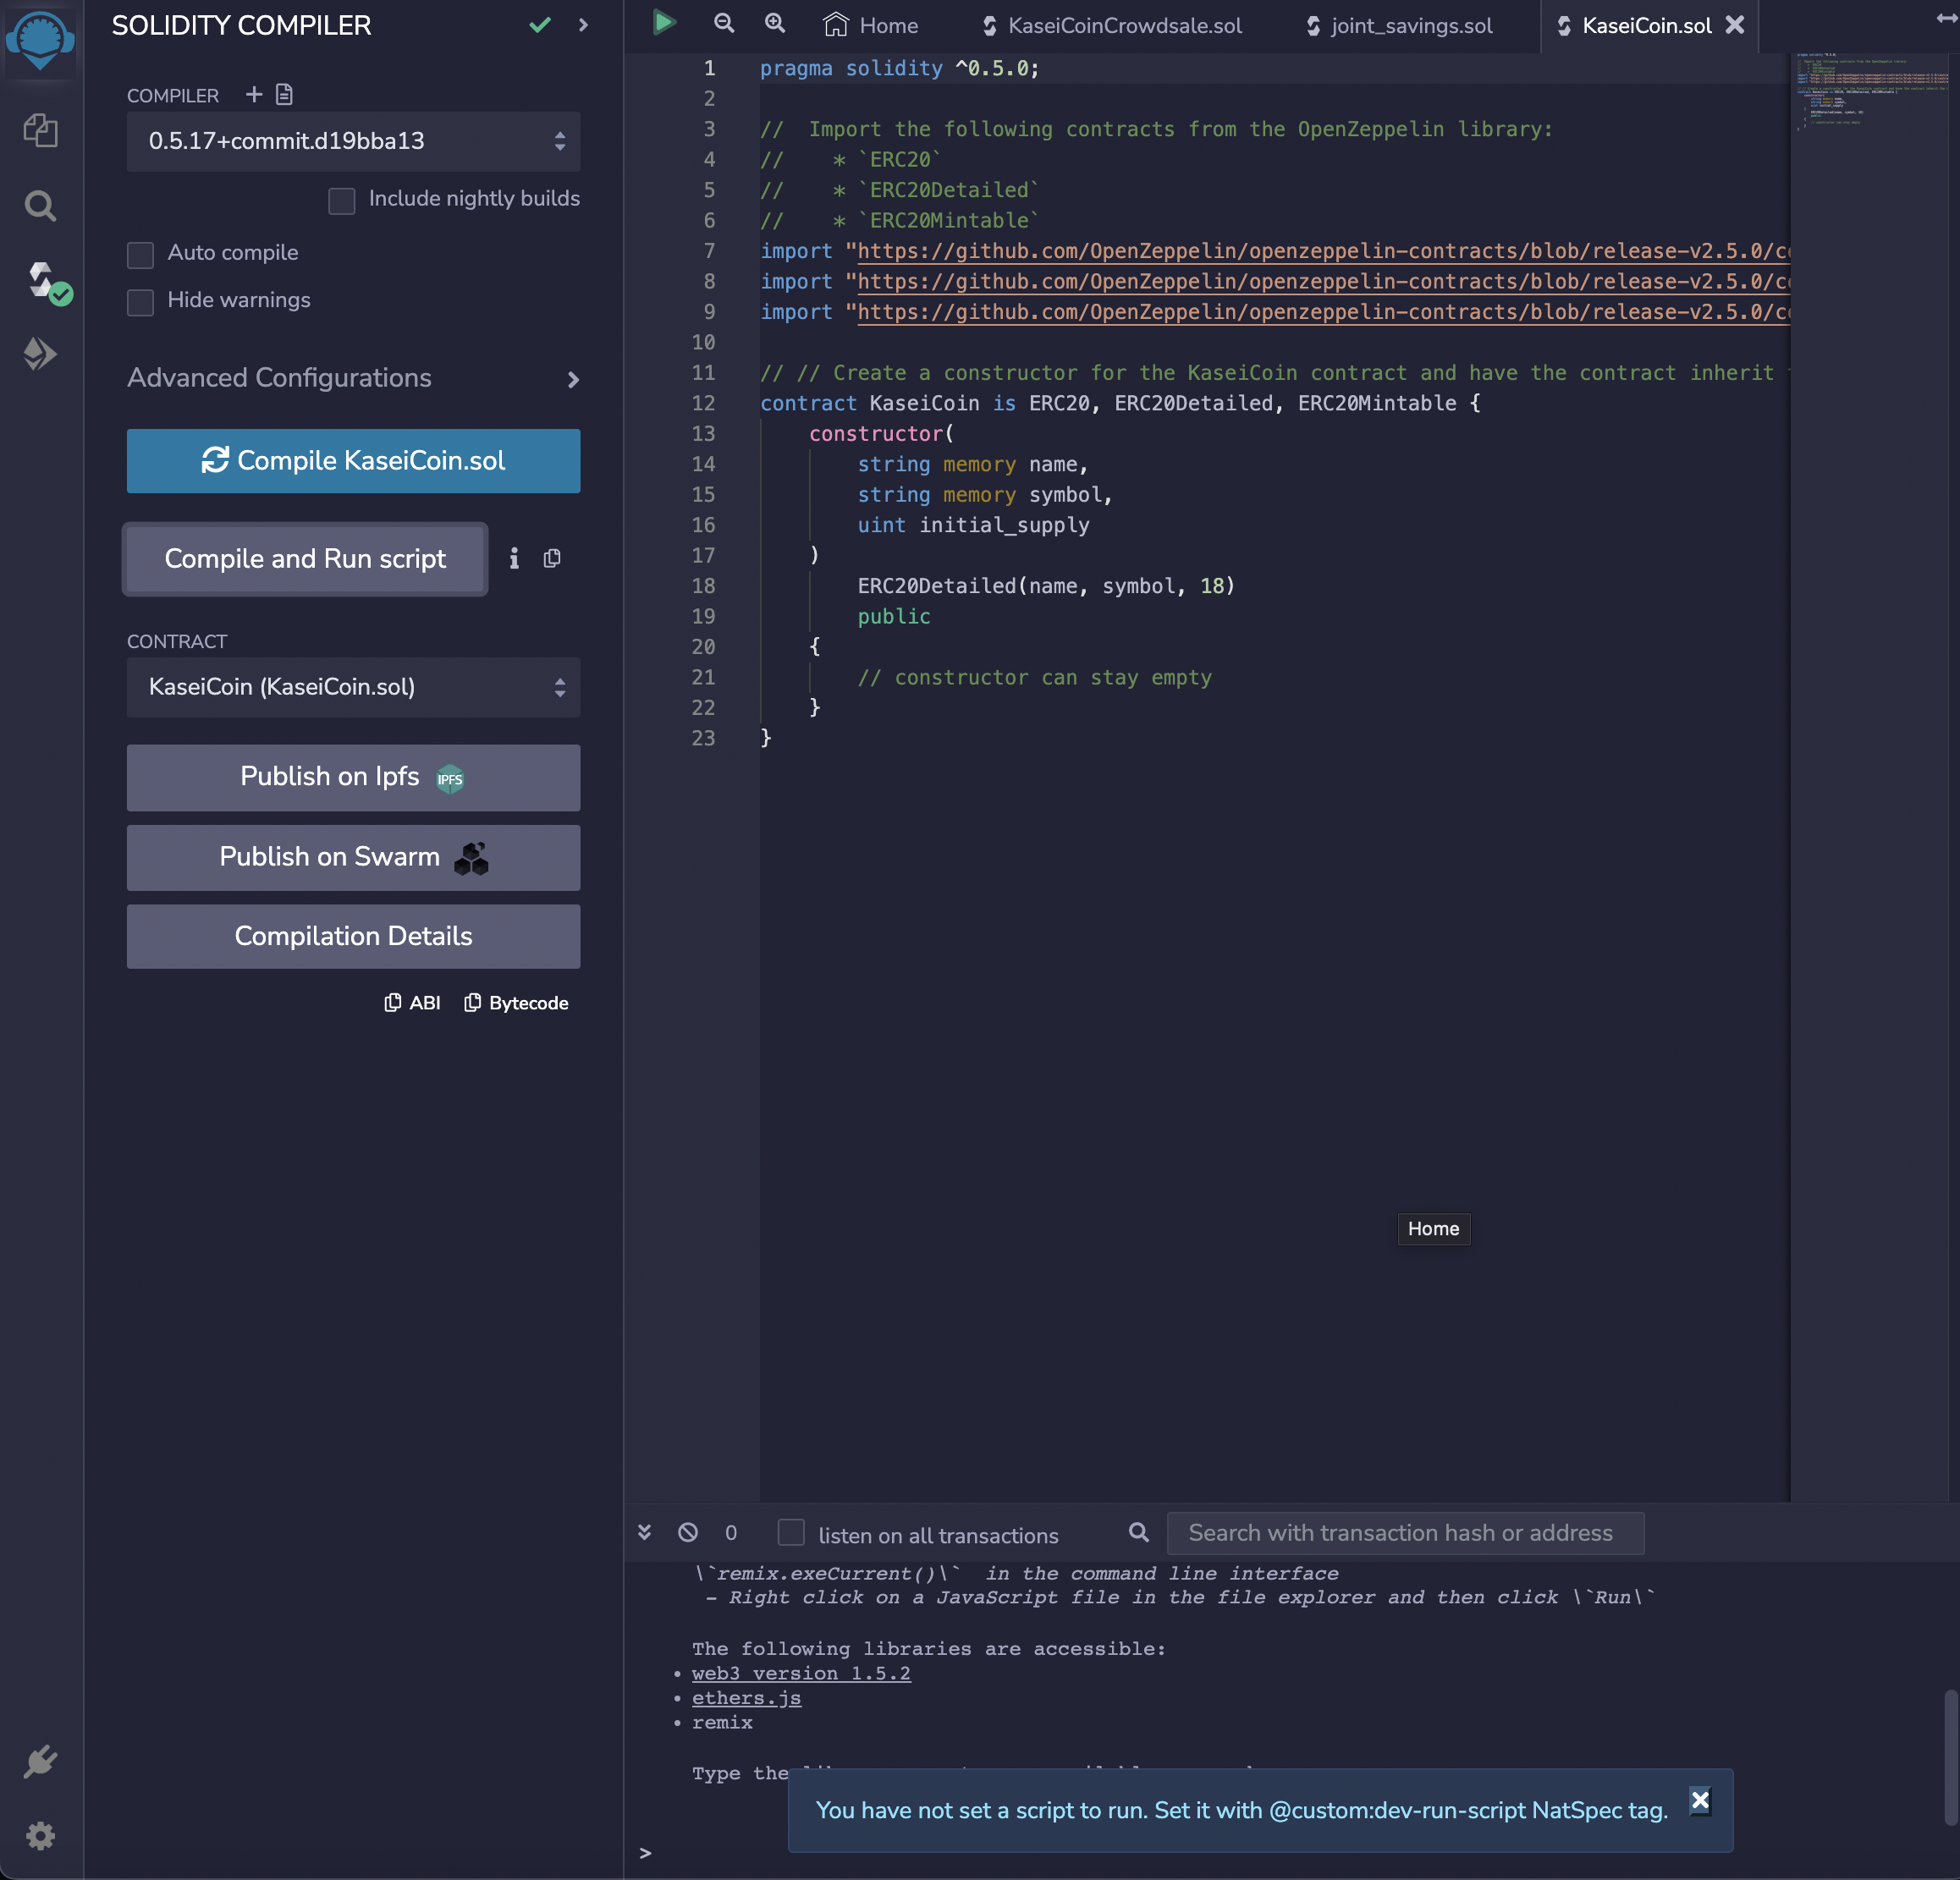 SOLIDITY COMPILER
COMPILER
0.5.17+commit.d19bba13
Include nightly builds
Auto compile
Hide warnings
Advanced Configurations
Compile KaseiCoin.sol
Compile and Run script
CONTRACT
KaseiCoin (KaseiCoin.sol)
Publish on Ipfs IPFS
Publish on Swarm
Compilation Details
ABI Bytecode
Home KaseiCoinCrowdsale.sol joint_savings.sol KaseiCoin.sol
1 pragma solidity ^0.5.0;
2
3 //  Import the following contracts from the OpenZeppelin library:
4 //    * `ERC20`
5 //    * `ERC20Detailed`
6 //    * `ERC20Mintable`
7 import "https://github.com/OpenZeppelin/openzeppelin-contracts/blob/release-v2.5.0/co
8 import "https://github.com/OpenZeppelin/openzeppelin-contracts/blob/release-v2.5.0/co
9 import "https://github.com/OpenZeppelin/openzeppelin-contracts/blob/release-v2.5.0/co
10
11 // // Create a constructor for the KaseiCoin contract and have the contract inherit
12 contract KaseiCoin is ERC20, ERC20Detailed, ERC20Mintable {
13     constructor(
14         string memory name,
15         string memory symbol,
16         uint initial_supply
17     )
18         ERC20Detailed(name, symbol, 18)
19         public
20     {
21         // constructor can stay empty
22     }
23 }
Home
0 listen on all transactions Search with transaction hash or address
\`remix.exeCurrent()\`  in the command line interface
- Right click on a JavaScript file in the file explorer and then click \`Run\`
The following libraries are accessible:
• web3 version 1.5.2
• ethers.js
• remix
Type the
You have not set a script to run. Set it with @custom:dev-run-script NatSpec tag.
>